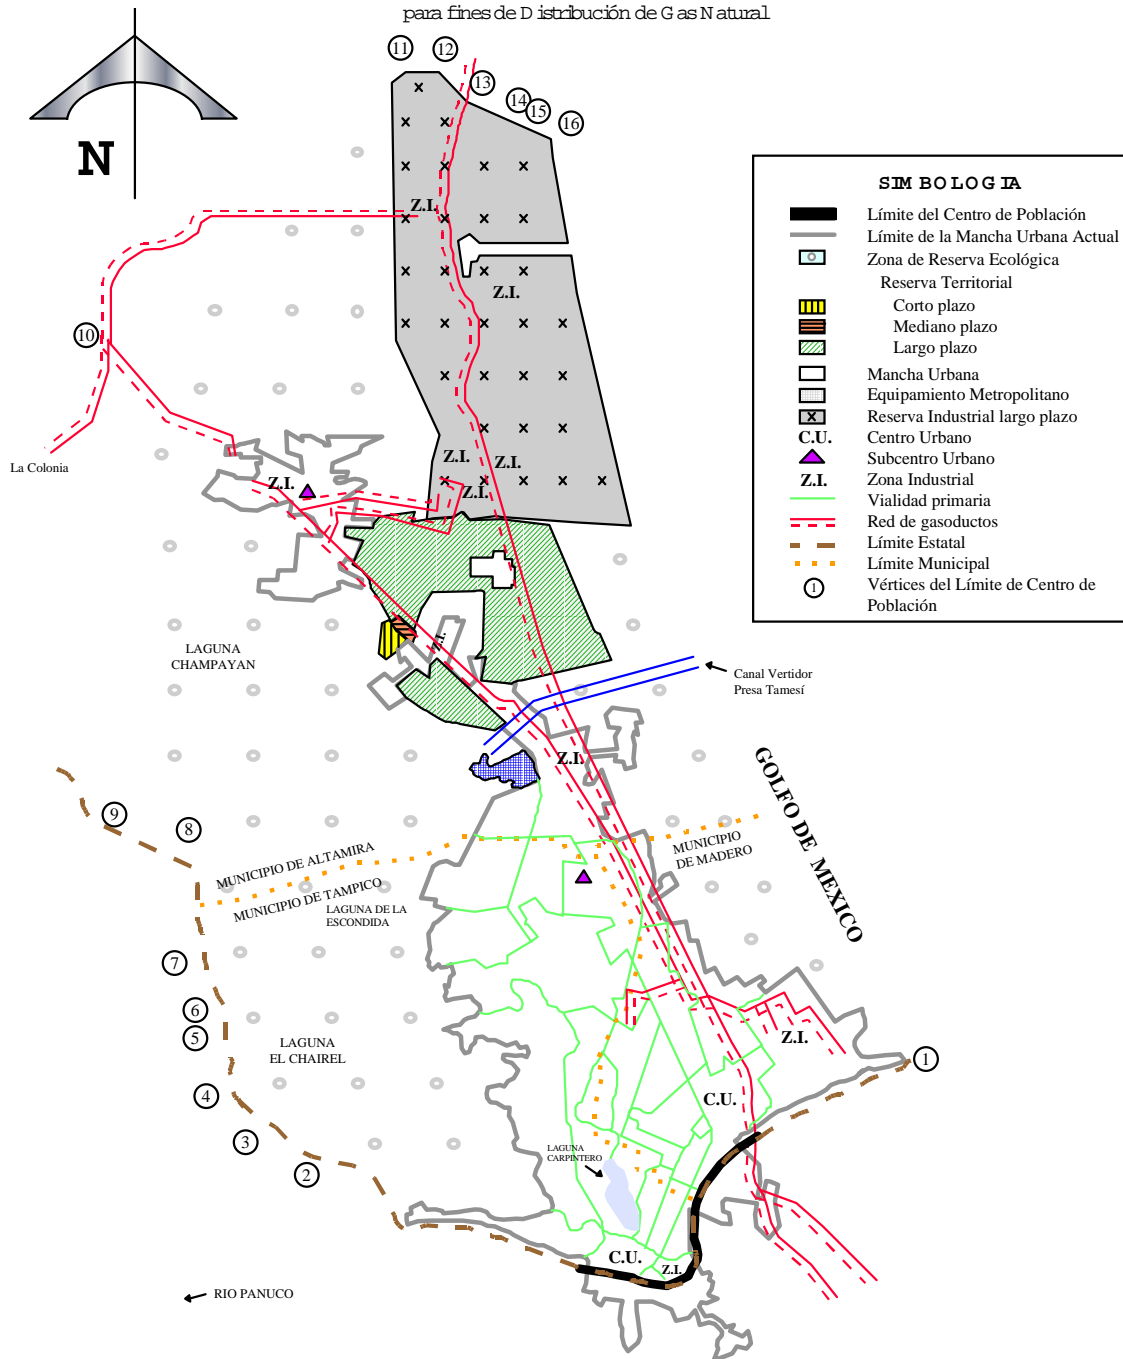 para fines de Distribución de Gas Natural
11
12
13
14
15
16
N
SIMBOLOGIA
Límite del Centro de Población
Límite de la Mancha Urbana Actual
Zona de Reserva Ecológica
Reserva Territorial
Corto plazo
Mediano plazo
Largo plazo
Mancha Urbana
Equipamiento Metropolitano
Reserva Industrial largo plazo
C.U. Centro Urbano
Subcentro Urbano
Z.I. Zona Industrial
Vialidad primaria
Red de gasoductos
Límite Estatal
Límite Municipal
1 Vértices del Límite de Centro de
Población
Z.I.
Z.I.
10
La Colonia
Z.I.
Z.I.
Z.I.
Z.I.
Z.I.
LAGUNA
CHAMPAYAN
Canal Vertidor
Presa Tamesí
Z.I.
GOLFO DE MEXICO
9
8
MUNICIPIO DE ALTAMIRA
MUNICIPIO DE TAMPICO
MUNICIPIO
DE MADERO
LAGUNA DE LA
ESCONDIDA
7
6
5
LAGUNA
EL CHAIREL
Z.I.
1
4
C.U.
3
2
LAGUNA
CARPINTERO
C.U.
Z.I.
RIO PANUCO